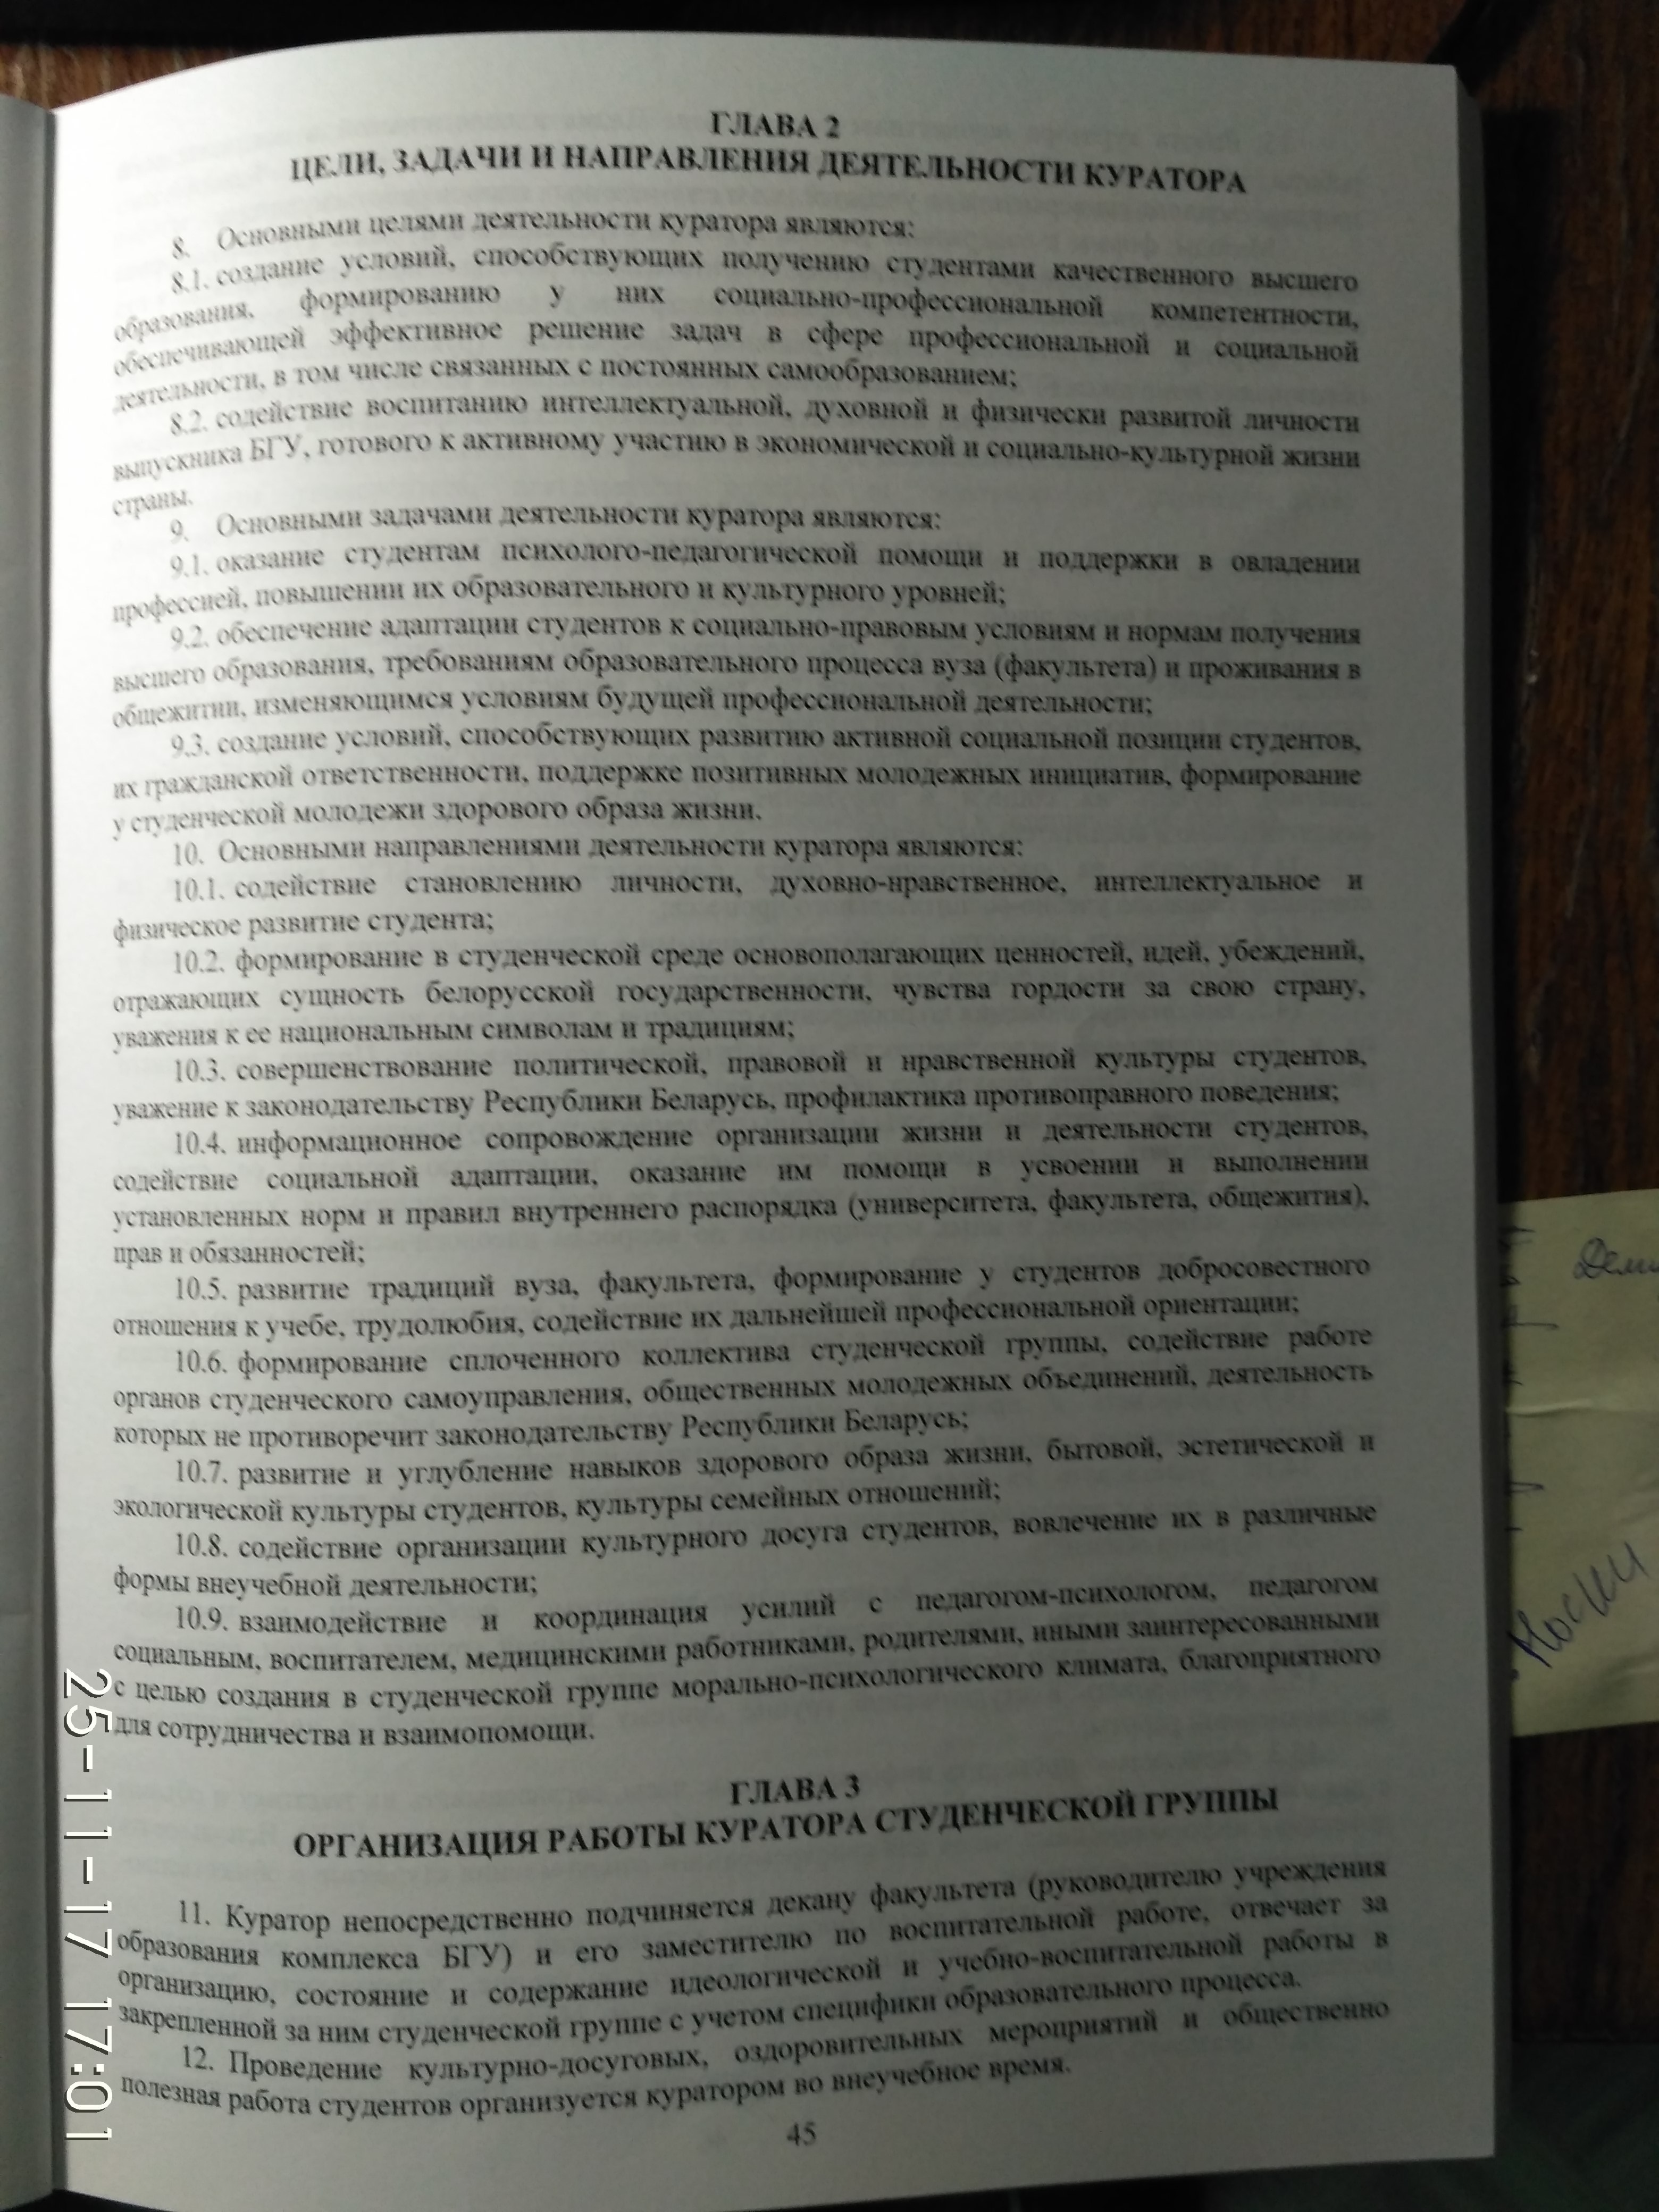 ГЛАВА 2
ЦЕЛИ, ЗАДАЧИ И НАПРАВЛЕНИЯ ДЕЯТЕЛЬНОСТИ КУРАТОРА
8. Основными целями деятельности куратора являются:
8.1. создание условий, способствующих получению студентами качественного высшего
образования, формированию у них социально-профессиональной компетентности,
обеспечивающей эффективное решение задач в сфере профессиональной и социальной
деятельности, в том числе связанных с постоянных самообразованием;
8.2. содействие воспитанию интеллектуальной, духовной и физически развитой личности
выпускника БГУ, готового к активному участию в экономической и социально-культурной жизни
страны.
9. Основными задачами деятельности куратора являются:
9.1. оказание студентам психолого-педагогической помощи и поддержки в овладении
профессией, повышении их образовательного и культурного уровней;
9.2. обеспечение адаптации студентов к социально-правовым условиям и нормам получения
высшего образования, требованиям образовательного процесса вуза (факультета) и проживания в
общежитии, изменяющимся условиям будущей профессиональной деятельности;
9.3. создание условий, способствующих развитию активной социальной позиции студентов,
их гражданской ответственности, поддержке позитивных молодежных инициатив, формирование
у студенческой молодежи здорового образа жизни.
10. Основными направлениями деятельности куратора являются:
10.1. содействие становлению личности, духовно-нравственное, интеллектуальное и
физическое развитие студента;
10.2. формирование в студенческой среде основополагающих ценностей, идей, убеждений,
отражающих сущность белорусской государственности, чувства гордости за свою страну,
уважения к ее национальным символам и традициям;
10.3. совершенствование политической, правовой и нравственной культуры студентов,
уважение к законодательству Республики Беларусь, профилактика противоправного поведения;
10.4. информационное сопровождение организации жизни и деятельности студентов,
содействие социальной адаптации, оказание им помощи в усвоении и выполнении
установленных норм и правил внутреннего распорядка (университета, факультета, общежития),
прав и обязанностей;
10.5. развитие традиций вуза, факультета, формирование у студентов добросовестного
отношения к учебе, трудолюбия, содействие их дальнейшей профессиональной ориентации;
10.6. формирование сплоченного коллектива студенческой группы, содействие работе
органов студенческого самоуправления, общественных молодежных объединений, деятельность
которых не противоречит законодательству Республики Беларусь;
10.7. развитие и углубление навыков здорового образа жизни, бытовой, эстетической и
экологической культуры студентов, культуры семейных отношений;
10.8. содействие организации культурного досуга студентов, вовлечение их в различные
формы внеучебной деятельности;
10.9. взаимодействие и координация усилий с педагогом-психологом, педагогом
социальным, воспитателем, медицинскими работниками, родителями, иными заинтересованными
с целью создания в студенческой группе морально-психологического климата, благоприятного
для сотрудничества и взаимопомощи.
ГЛАВА 3
ОРГАНИЗАЦИЯ РАБОТЫ КУРАТОРА СТУДЕНЧЕСКОЙ ГРУППЫ
11. Куратор непосредственно подчиняется декану факультета (руководителю учреждения
образования комплекса БГУ) и его заместителю по воспитательной работе, отвечает за
организацию, состояние и содержание идеологической и учебно-воспитательной работы в
закрепленной за ним студенческой группе с учетом специфики образовательного процесса.
12. Проведение культурно-досуговых, оздоровительных мероприятий и общественно
полезная работа студентов организуется куратором во внеучебное время.
45
25-11-17 17:01